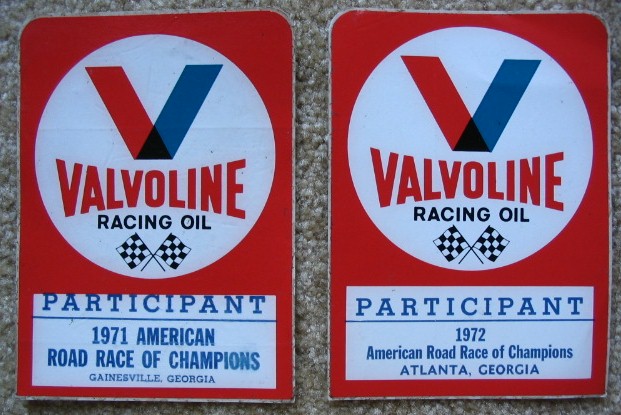 VALVOLINE
RACING OIL
PARTICIPANT
1971 AMERICAN
ROAD RACE OF CHAMPIONS
GAINESVILLE, GEORGIA
VALVOLINE
RACING OIL
PARTICIPANT
1972
American Road Race of Champions
ATLANTA, GEORGIA